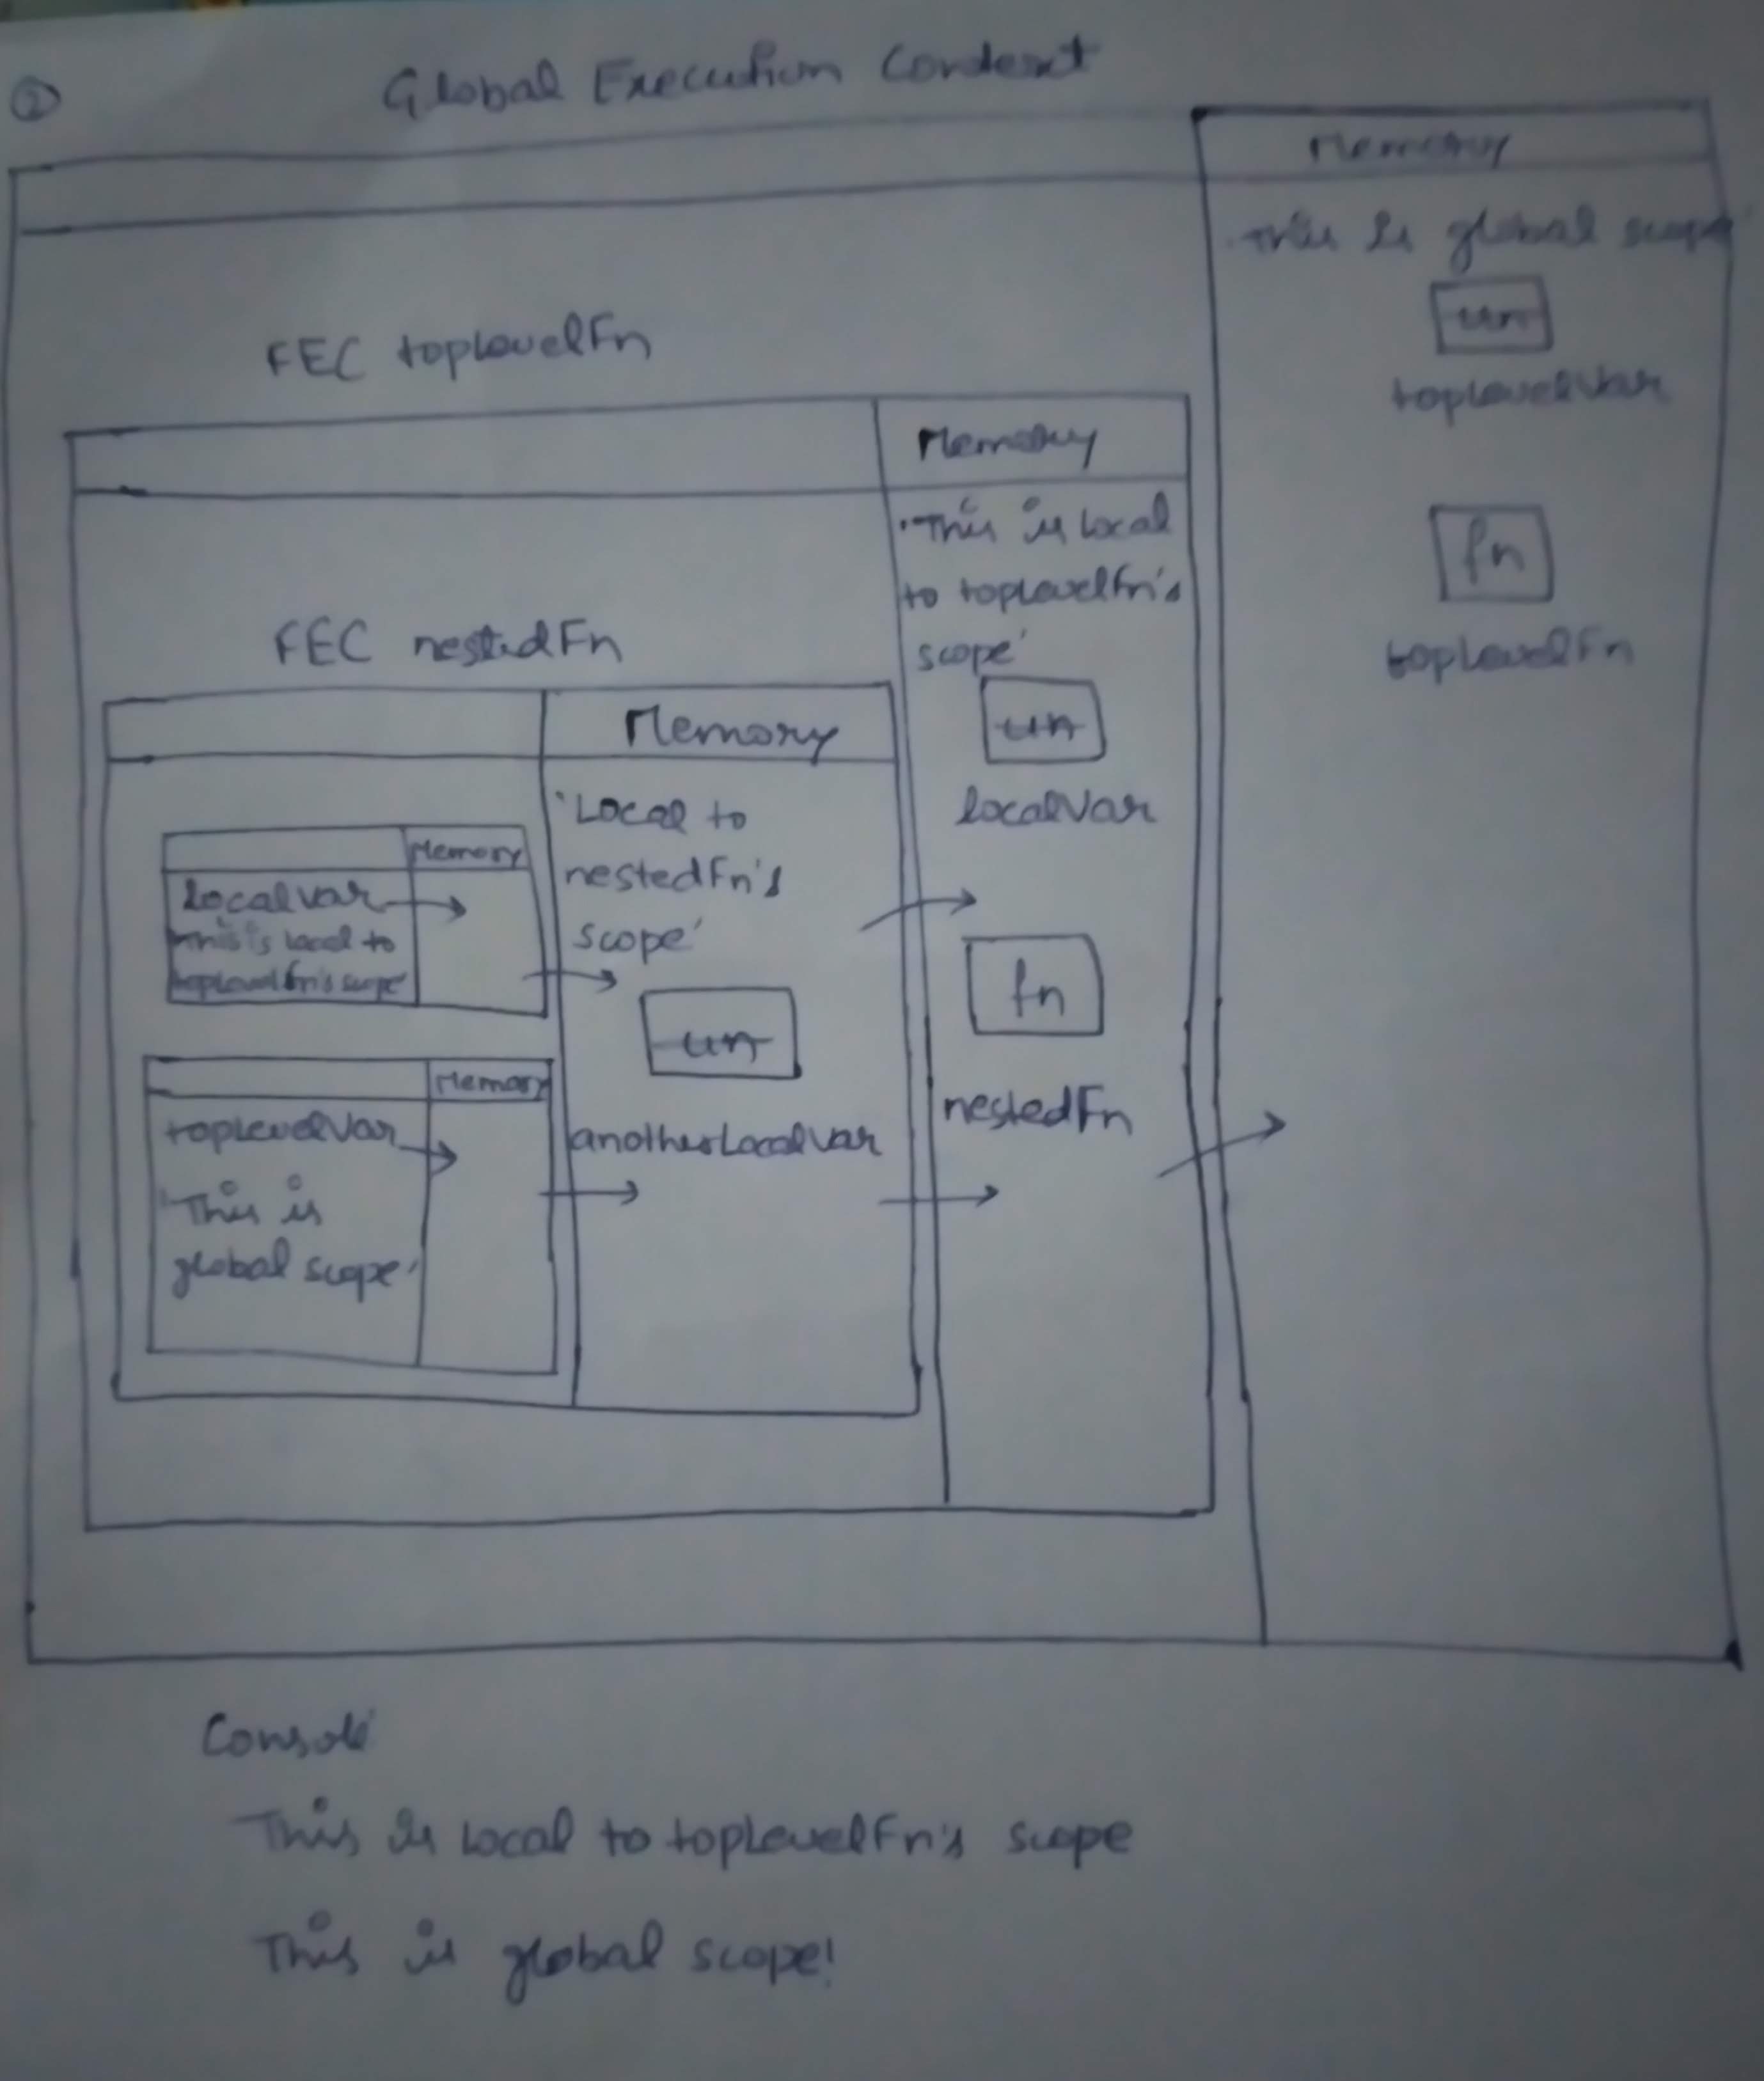 ②
Global Execution Context
Memory
'This is global scope'
un
topLevelVar
fn
topLevelFn
FEC topLevelFn
Memory
'This is local
to topLevelFn's
scope'
un
localVar
fn
nestedFn
FEC nestedFn
Memory
'Local to
nestedFn's
scope'
un
anotherLocalVar
Memory
localVar
This is local to
toplevelFn's scope
Memory
topLevelVar
'This is
global scope'
Console
This is local to topLevelFn's scope
This is global scope!